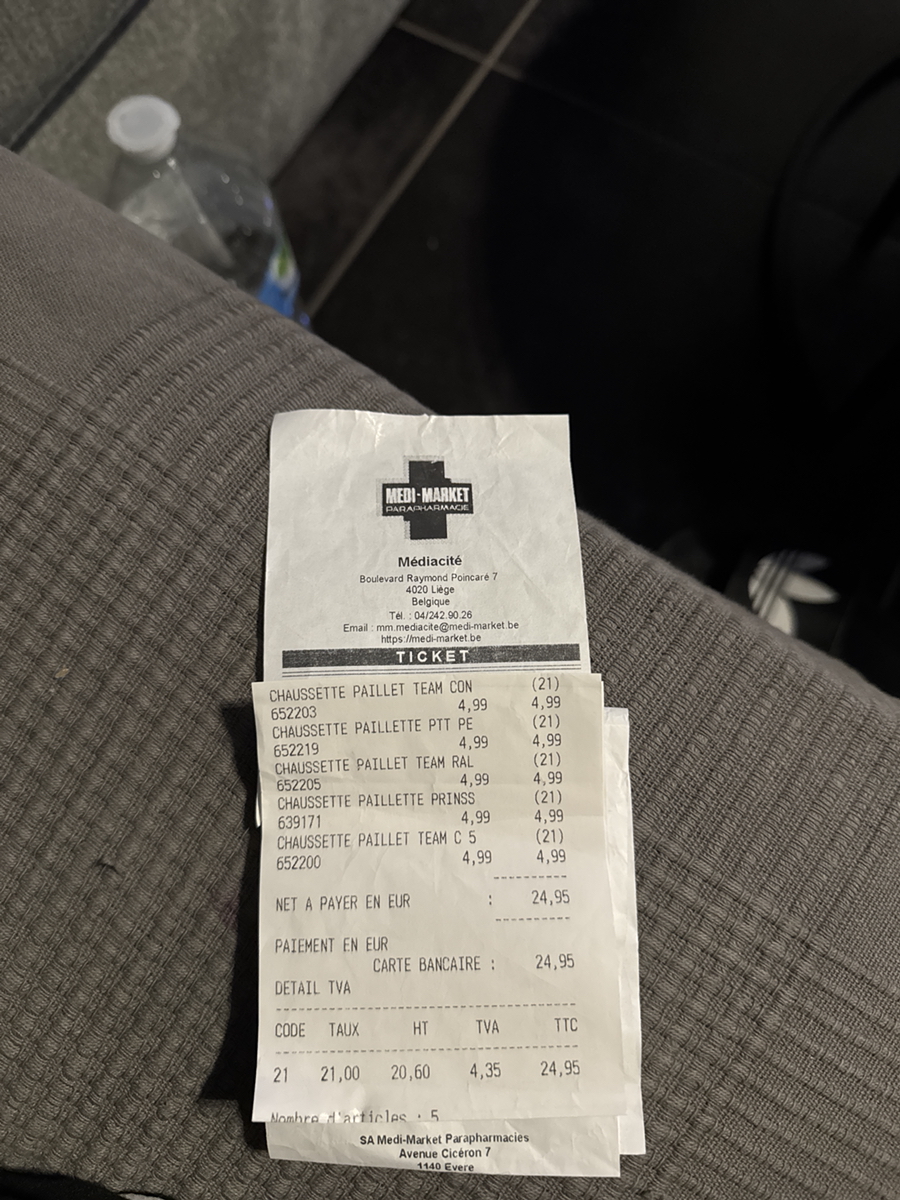 MEDI-MARKET
PARAPHARMACIE
Médiacité
Boulevard Raymond Poincaré 7
4020 Liège
Belgique
Tél. : 04/242.90.26
Email : mm.mediacite@medi-market.be
https://medi-market.be
TICKET
CHAUSSETTE PAILLET TEAM CON (21)
652203 4,99 4,99
CHAUSSETTE PAILLETTE PTT PE (21)
652219 4,99 4,99
CHAUSSETTE PAILLET TEAM RAL (21)
652205 4,99 4,99
CHAUSSETTE PAILLETTE PRINSS (21)
639171 4,99 4,99
CHAUSSETTE PAILLET TEAM C 5 (21)
652200 4,99 4,99
NET A PAYER EN EUR : 24,95
PAIEMENT EN EUR
CARTE BANCAIRE : 24,95
DETAIL TVA
CODE TAUX HT TVA TTC
21 21,00 20,60 4,35 24,95
Nombre d'articles : 5
SA Medi-Market Parapharmacies
Avenue Cicéron 7
1140 Evere